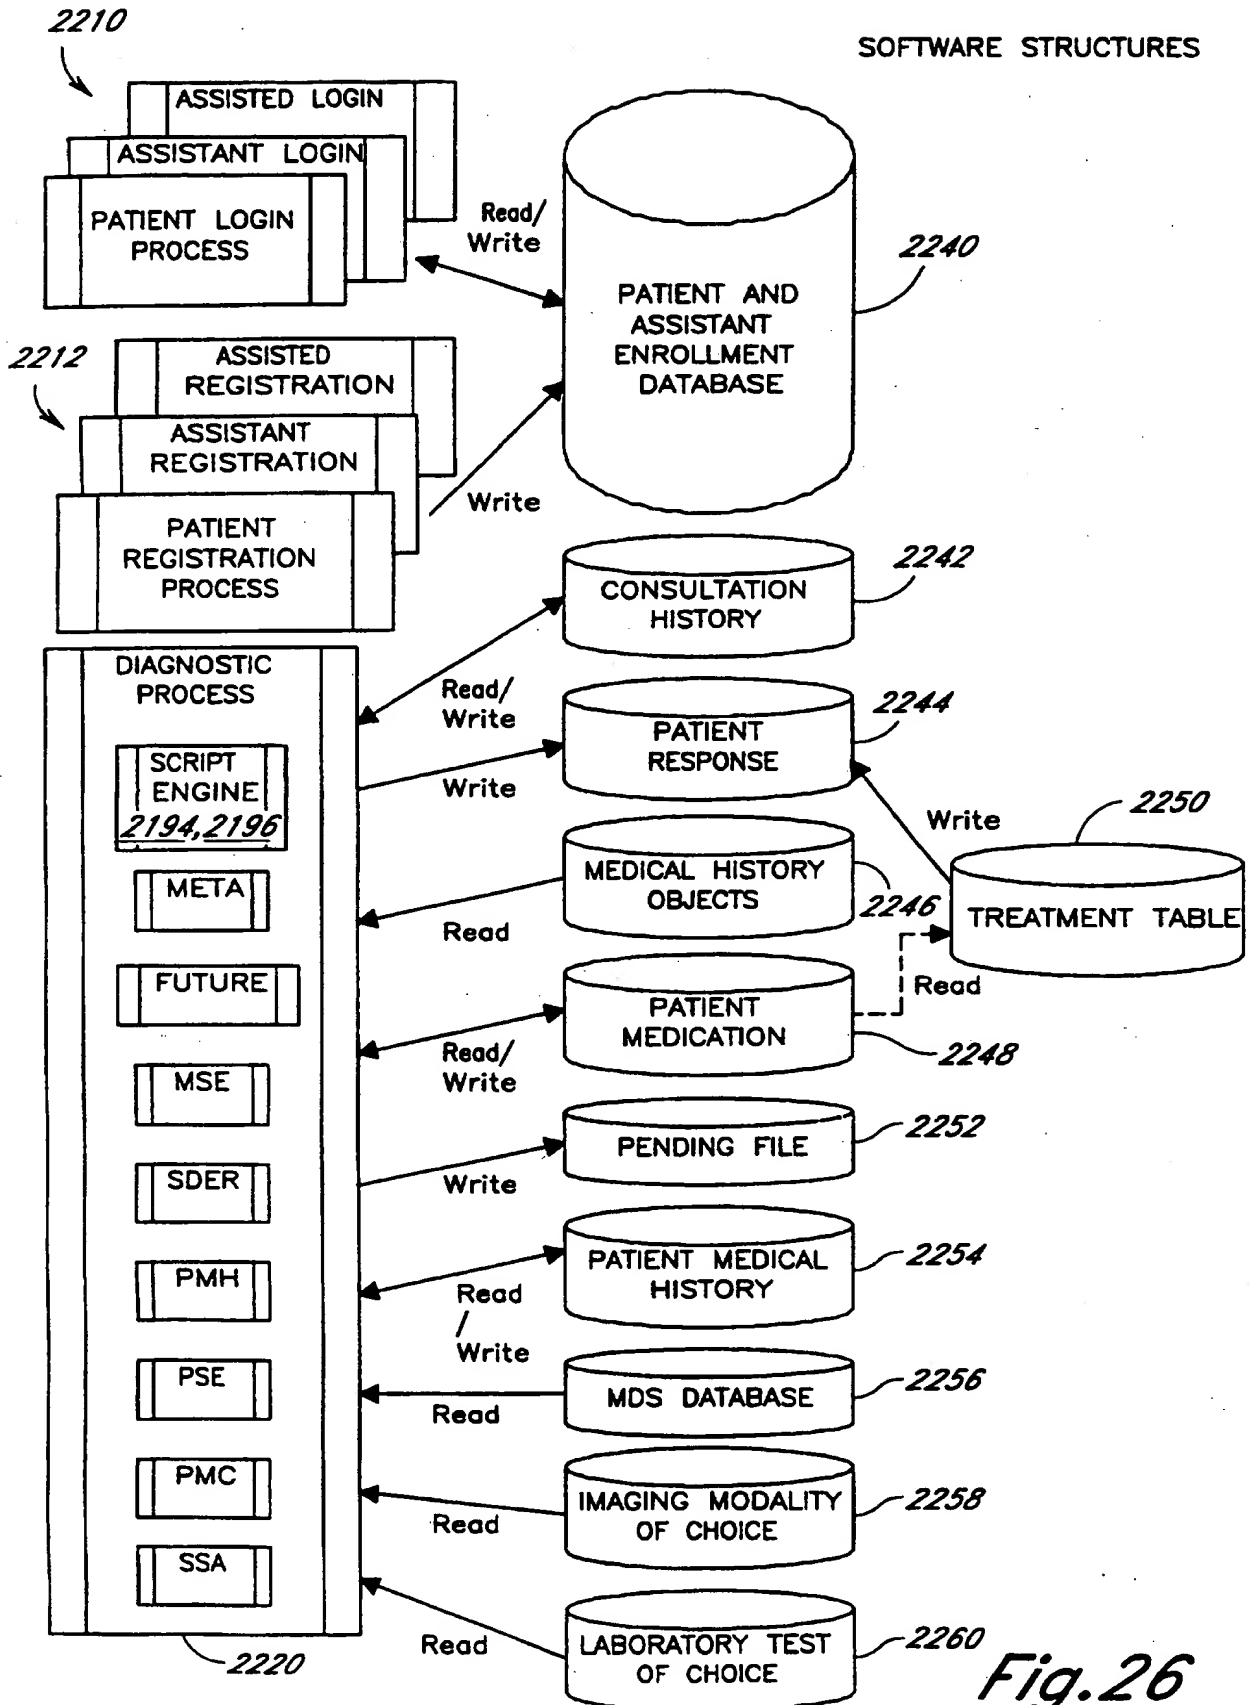 2210
SOFTWARE STRUCTURES
ASSISTED LOGIN
ASSISTANT LOGIN
PATIENT LOGIN
PROCESS
Read/
Write
2240
PATIENT AND
ASSISTANT
ENROLLMENT
DATABASE
2212
ASSISTED
REGISTRATION
ASSISTANT
REGISTRATION
PATIENT
REGISTRATION
PROCESS
Write
2242
CONSULTATION
HISTORY
DIAGNOSTIC
PROCESS
Read/
Write
2244
PATIENT
RESPONSE
SCRIPT
ENGINE
2194, 2196
Write
Write
2250
MEDICAL HISTORY
OBJECTS
2246
TREATMENT TABLE
META
Read
FUTURE
PATIENT
MEDICATION
Read
2248
MSE
Read/
Write
PENDING FILE
2252
SDER
Write
PATIENT MEDICAL
HISTORY
2254
PMH
Read
/
Write
PSE
Read
MDS DATABASE
2256
PMC
Read
IMAGING MODALITY
OF CHOICE
2258
SSA
Read
LABORATORY TEST
OF CHOICE
2260
2220
Fig.26